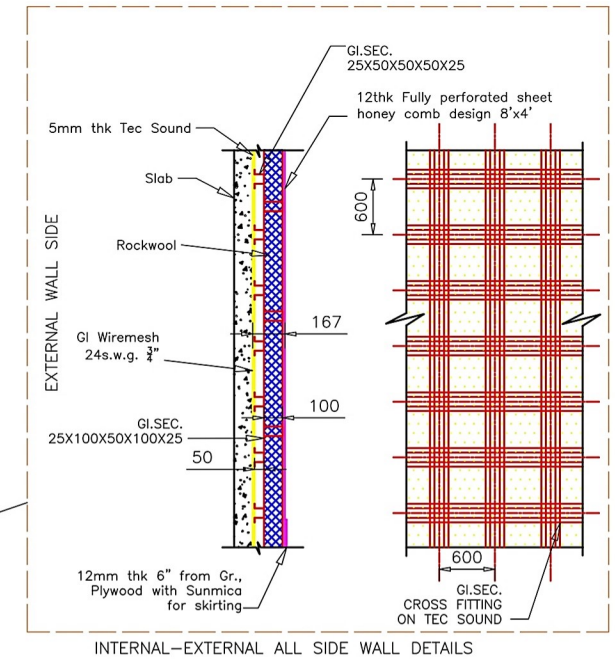 GI.SEC.
25X50X50X50X25
12thk Fully perforated sheet
honey comb design 8'x4'
5mm thk Tec Sound
Slab
EXTERNAL WALL SIDE
Rockwool
600
GI Wiremesh
24s.w.g. ¾"
167
100
GI.SEC.
25X100X50X100X25
50
12mm thk 6" from Gr.,
Plywood with Sunmica
for skirting
600
GI.SEC.
CROSS FITTING
ON TEC SOUND
INTERNAL-EXTERNAL ALL SIDE WALL DETAILS